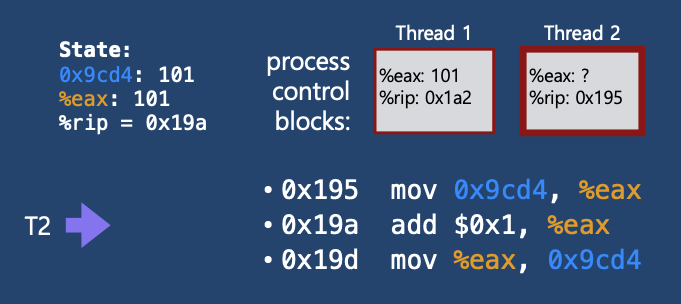 State:
0x9cd4: 101
%eax: 101
%rip = 0x19a
process
control
blocks:
Thread 1
%eax: 101
%rip: 0x1a2
Thread 2
%eax: ?
%rip: 0x195
T2
• 0x195 mov 0x9cd4, %eax
• 0x19a add $0x1, %eax
• 0x19d mov %eax, 0x9cd4